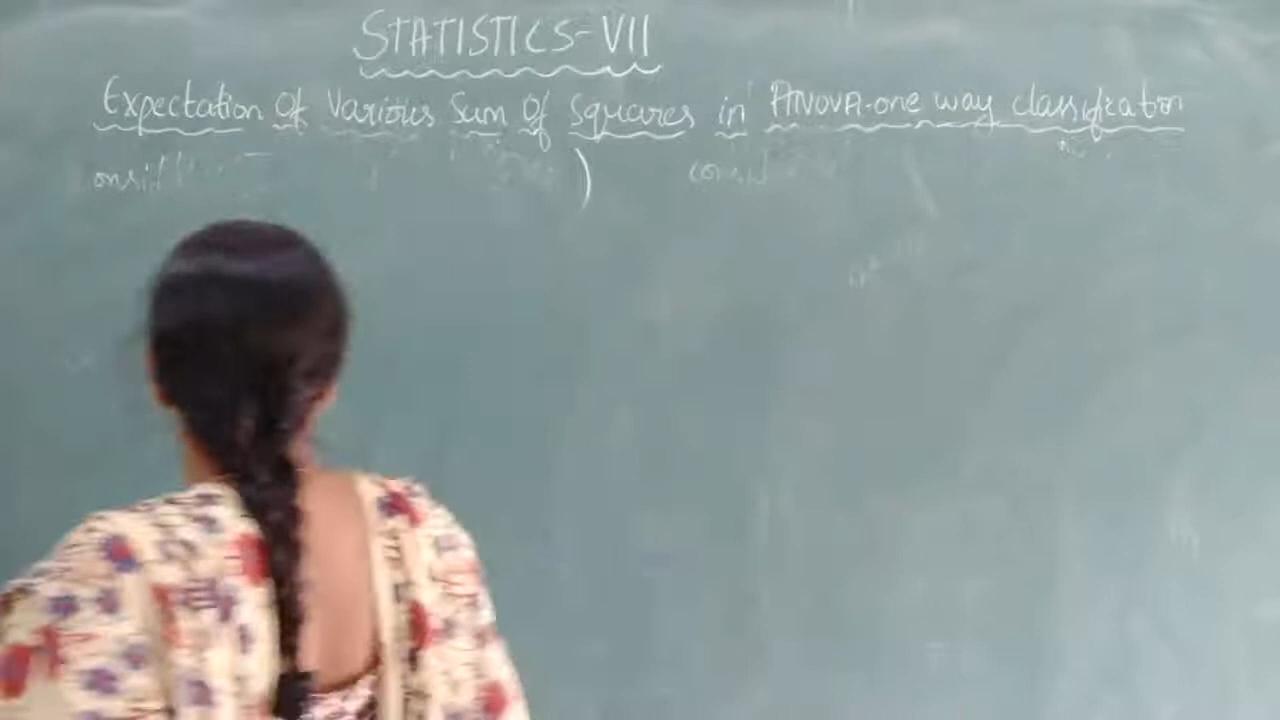 STATISTICS-VII
Expectation Of Various Sum Of Squares in ANOVA-one way classification